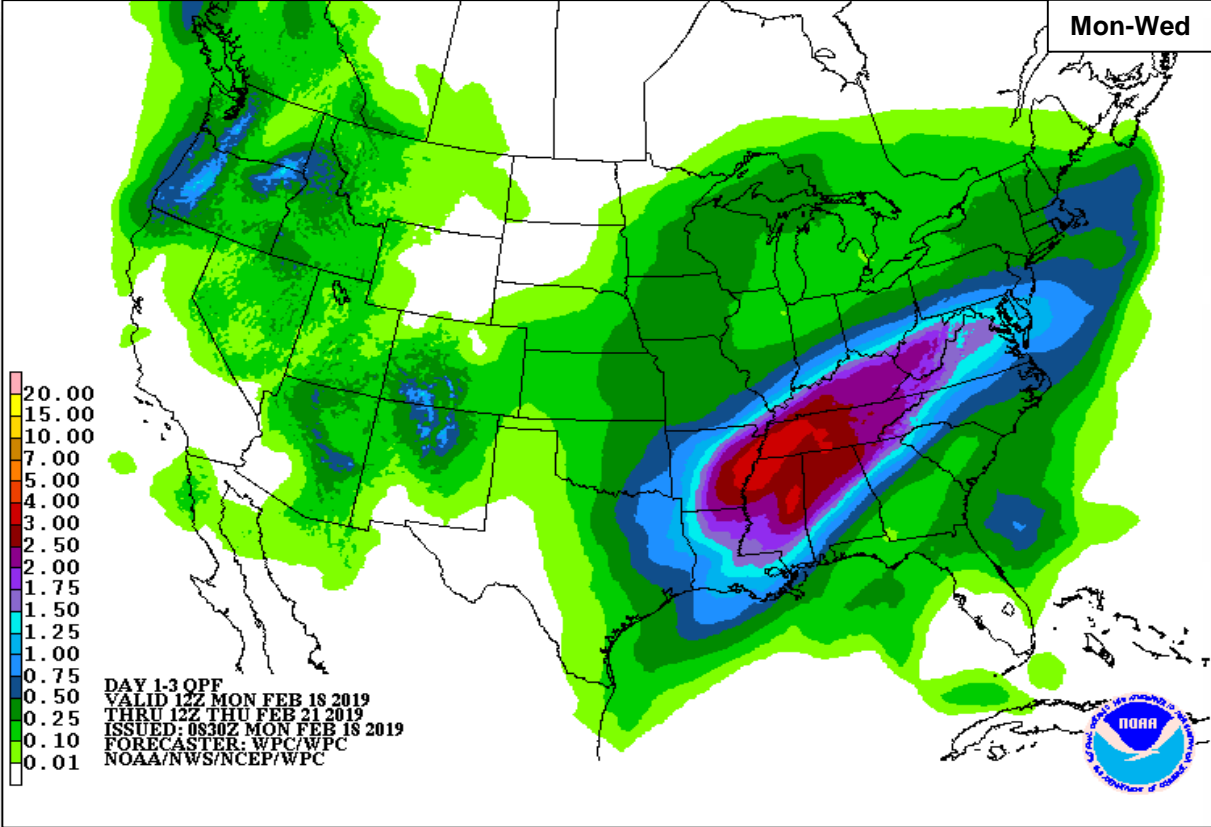 Mon-Wed
20.00
15.00
10.00
7.00
5.00
4.00
3.00
2.50
2.00
1.75
1.50
1.25
1.00
0.75
0.50
0.25
0.10
0.01
DAY 1-3 QPF
VALID 12Z MON FEB 18 2019
THRU 12Z THU FEB 21 2019
ISSUED: 0830Z MON FEB 18 2019
FORECASTER: WPC/WPC
NOAA/NWS/NCEP/WPC
NOAA